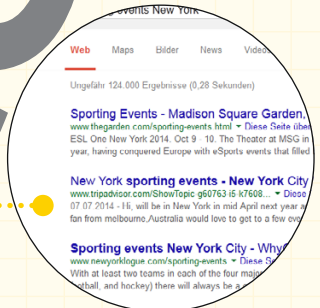 events New York
Web Maps Bilder News Videos
Ungefähr 124.000 Ergebnisse (0,28 Sekunden)
Sporting Events - Madison Square Garden,
www.thegarden.com/sporting-events.html Diese Seite über
ESL One New York 2014. Oct 9 - 10. The Theater at MSG in
year, having conquered Europe with eSports events that filled
New York sporting events - New York City
www.tripadvisor.com/ShowTopic-g60763-i5-k7608... Diese
07.07.2014 - Hi, will be in New York in mid April next year a
fan from melbourne,Australia would love to get to a few eve
Sporting events New York City - Why
www.newyorklogue.com/sporting-events Diese Se
With at least two teams in each of the four major
otball, and hockey) there will always be a